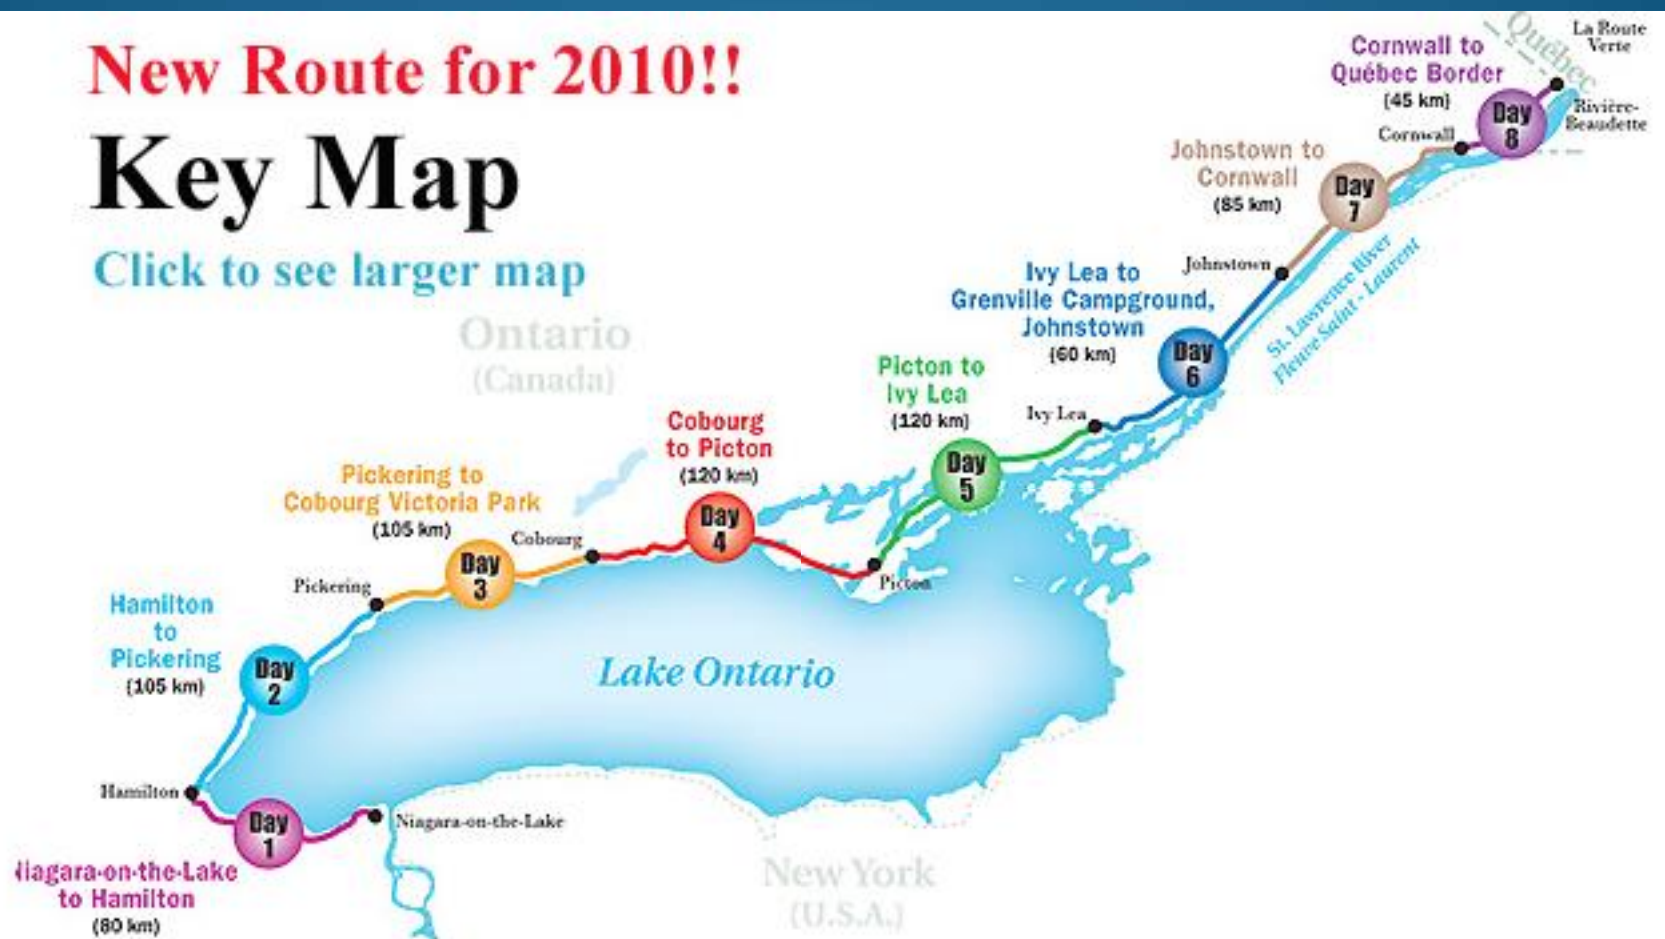 New Route for 2010!!
Key Map
Click to see larger map
Ontario
(Canada)
Québec
La Route
Verte
Cornwall to
Québec Border
(45 km)
Day
8
Rivière-
Beaudette
Cornwall
Johnstown to
Cornwall
(85 km)
Day
7
St. Lawrence River
Fleuve Saint-Laurent
Johnstown
Ivy Lea to
Grenville Campground,
Johnstown
(60 km)
Day
6
Picton to
Ivy Lea
(120 km)
Ivy Lea
Day
5
Cobourg
to Picton
(120 km)
Day
4
Picton
Pickering to
Cobourg Victoria Park
(105 km)
Cobourg
Day
3
Pickering
Hamilton
to
Pickering
(105 km)
Day
2
Lake Ontario
Hamilton
Day
1
Niagara-on-the-Lake
iagara-on-the-Lake
to Hamilton
(80 km)
New York
(U.S.A.)